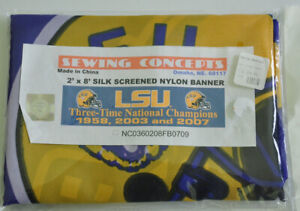 SEWING CONCEPTS
Made in China
Omaha, NE. 68117
2' x 8' SILK SCREENED NYLON BANNER
LSU
Three-Time National Champions
1958, 2003 and 2007
NC0360208FB0709